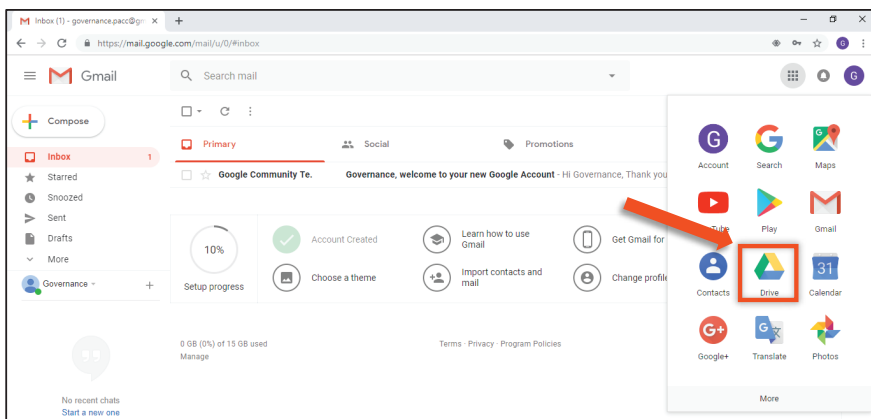 Inbox (1) - governance.pacc@gm
https://mail.google.com/mail/u/0/#inbox
G
Gmail
Search mail
G
Compose
Primary
Social
Promotions
Inbox 1
Starred
Snoozed
Sent
Drafts
More
Governance
Google Community Te. Governance, welcome to your new Google Account - Hi Governance, Thank you
10%
Setup progress
Account Created
Learn how to use
Gmail
Get Gmail for
Choose a theme
Import contacts and
mail
Change profile
0 GB (0%) of 15 GB used
Manage
Terms - Privacy - Program Policies
No recent chats
Start a new one
G
Account Search Maps
Play Gmail
31
Contacts Drive Calendar
G+
G
Google+ Translate Photos
More